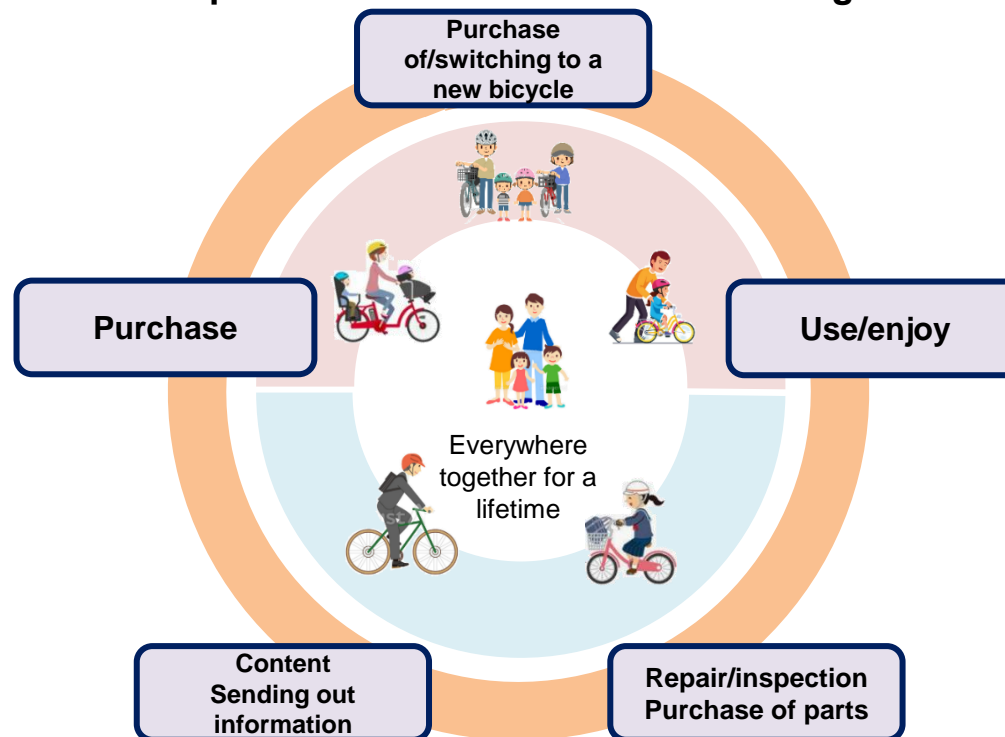 Purchase
of/switching to a
new bicycle
Purchase
Use/enjoy
Everywhere
together for a
lifetime
Content
Sending out
information
Repair/inspection
Purchase of parts